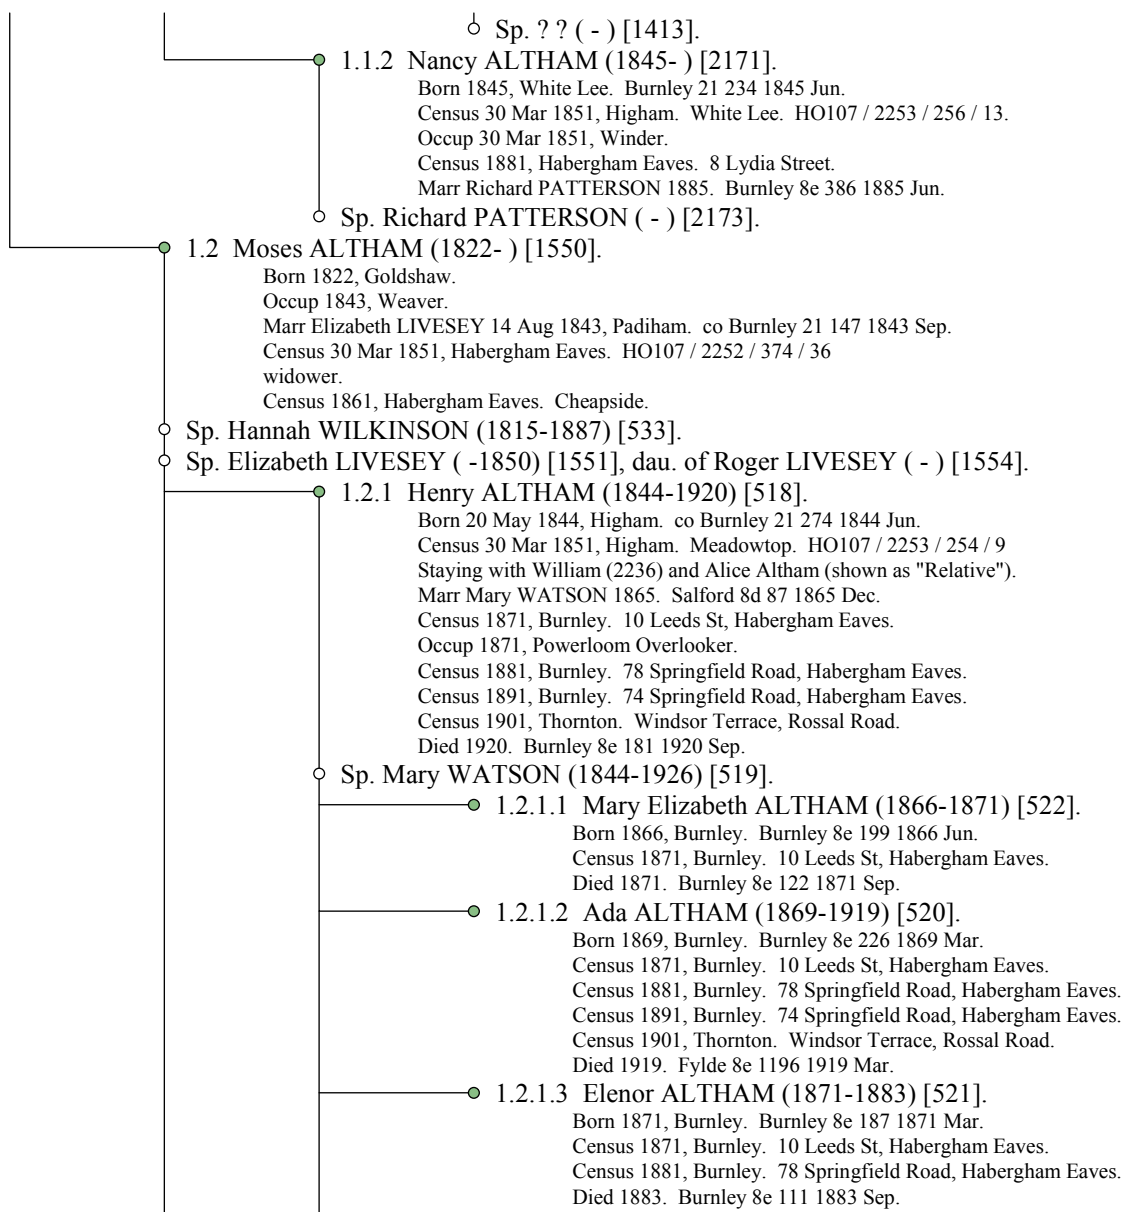 Sp. ? ? ( - ) [1413].
1.1.2 Nancy ALTHAM (1845- ) [2171].
Born 1845, White Lee. Burnley 21 234 1845 Jun.
Census 30 Mar 1851, Higham. White Lee. HO107 / 2253 / 256 / 13.
Occup 30 Mar 1851, Winder.
Census 1881, Habergham Eaves. 8 Lydia Street.
Marr Richard PATTERSON 1885. Burnley 8e 386 1885 Jun.
Sp. Richard PATTERSON ( - ) [2173].
1.2 Moses ALTHAM (1822- ) [1550].
Born 1822, Goldshaw.
Occup 1843, Weaver.
Marr Elizabeth LIVESEY 14 Aug 1843, Padiham. co Burnley 21 147 1843 Sep.
Census 30 Mar 1851, Habergham Eaves. HO107 / 2252 / 374 / 36
widower.
Census 1861, Habergham Eaves. Cheapside.
Sp. Hannah WILKINSON (1815-1887) [533].
Sp. Elizabeth LIVESEY ( -1850) [1551], dau. of Roger LIVESEY ( - ) [1554].
1.2.1 Henry ALTHAM (1844-1920) [518].
Born 20 May 1844, Higham. co Burnley 21 274 1844 Jun.
Census 30 Mar 1851, Higham. Meadowtop. HO107 / 2253 / 254 / 9
Staying with William (2236) and Alice Altham (shown as "Relative").
Marr Mary WATSON 1865. Salford 8d 87 1865 Dec.
Census 1871, Burnley. 10 Leeds St, Habergham Eaves.
Occup 1871, Powerloom Overlooker.
Census 1881, Burnley. 78 Springfield Road, Habergham Eaves.
Census 1891, Burnley. 74 Springfield Road, Habergham Eaves.
Census 1901, Thornton. Windsor Terrace, Rossal Road.
Died 1920. Burnley 8e 181 1920 Sep.
Sp. Mary WATSON (1844-1926) [519].
1.2.1.1 Mary Elizabeth ALTHAM (1866-1871) [522].
Born 1866, Burnley. Burnley 8e 199 1866 Jun.
Census 1871, Burnley. 10 Leeds St, Habergham Eaves.
Died 1871. Burnley 8e 122 1871 Sep.
1.2.1.2 Ada ALTHAM (1869-1919) [520].
Born 1869, Burnley. Burnley 8e 226 1869 Mar.
Census 1871, Burnley. 10 Leeds St, Habergham Eaves.
Census 1881, Burnley. 78 Springfield Road, Habergham Eaves.
Census 1891, Burnley. 74 Springfield Road, Habergham Eaves.
Census 1901, Thornton. Windsor Terrace, Rossal Road.
Died 1919. Fylde 8e 1196 1919 Mar.
1.2.1.3 Elenor ALTHAM (1871-1883) [521].
Born 1871, Burnley. Burnley 8e 187 1871 Mar.
Census 1871, Burnley. 10 Leeds St, Habergham Eaves.
Census 1881, Burnley. 78 Springfield Road, Habergham Eaves.
Died 1883. Burnley 8e 111 1883 Sep.